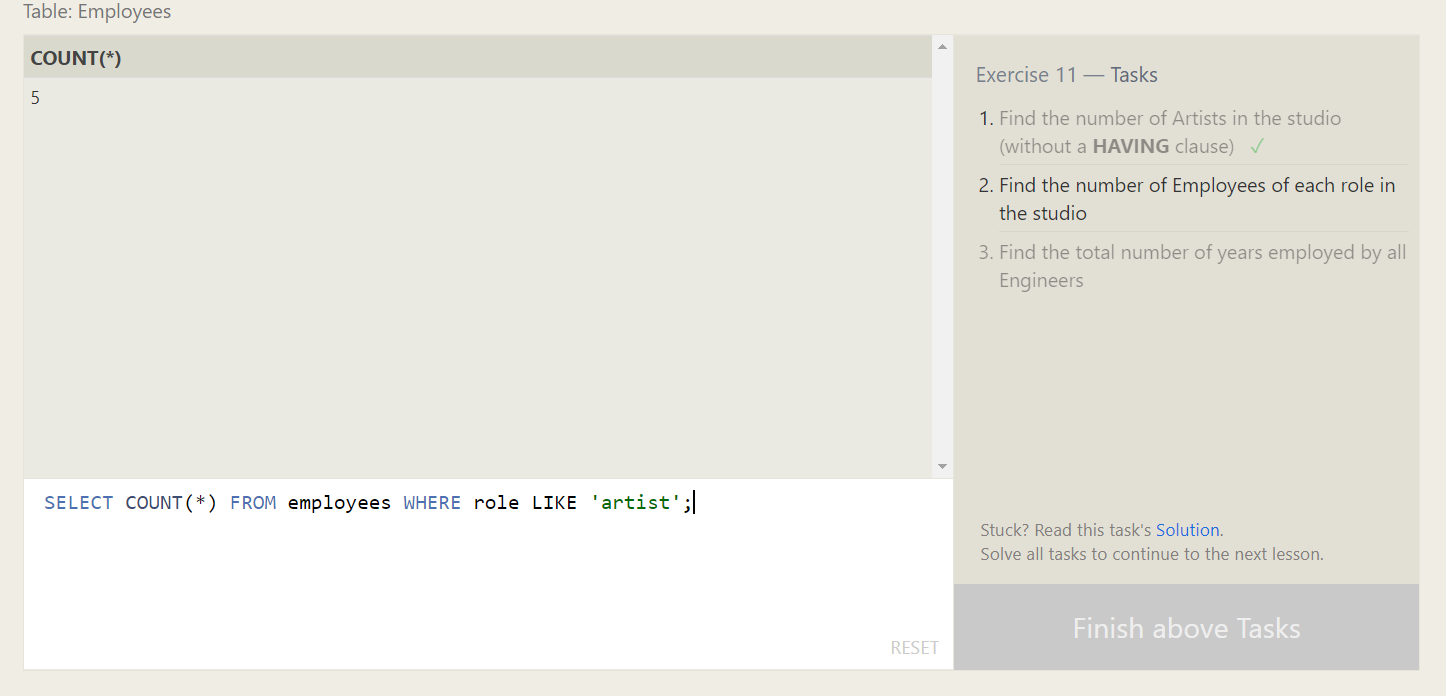 Table: Employees
COUNT(*)
5
SELECT COUNT(*) FROM employees WHERE role LIKE 'artist';
RESET
Exercise 11 — Tasks
1. Find the number of Artists in the studio
(without a HAVING clause) ✓
2. Find the number of Employees of each role in
the studio
3. Find the total number of years employed by all
Engineers
Stuck? Read this task's Solution.
Solve all tasks to continue to the next lesson.
Finish above Tasks